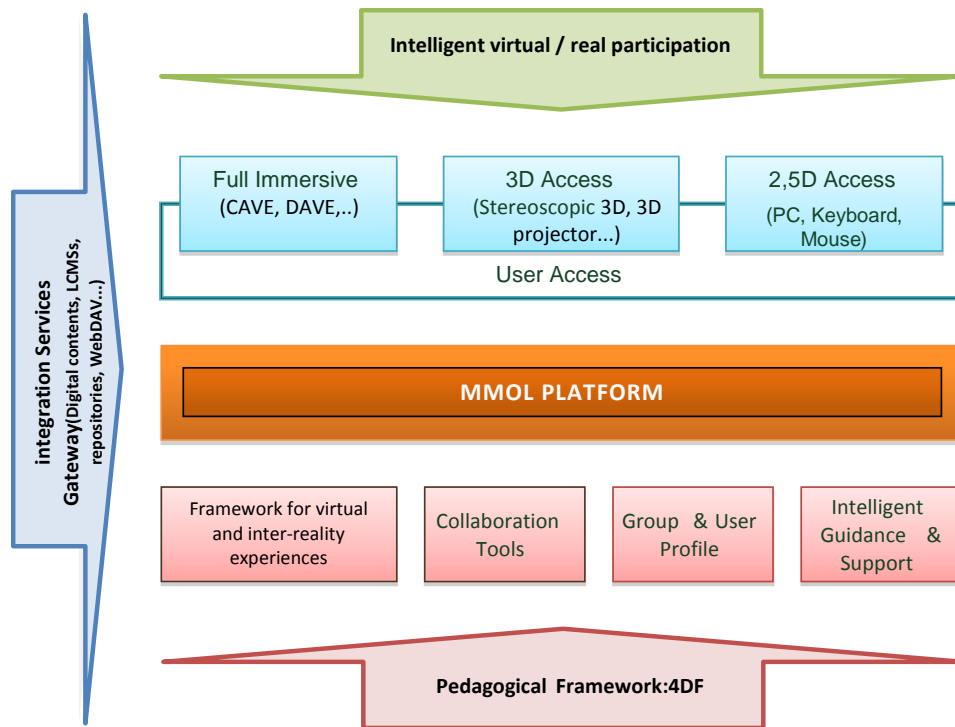 Intelligent virtual / real participation
Full Immersive
(CAVE, DAVE,..)
3D Access
(Stereoscopic 3D, 3D
projector...)
2,5D Access
(PC, Keyboard,
Mouse)
User Access
integration Services
Gateway(Digital contents, LCMSs,
repositories, WebDAV...)
MMOL PLATFORM
Framework for virtual
and inter-reality
experiences
Collaboration
Tools
Group & User
Profile
Intelligent
Guidance &
Support
Pedagogical Framework:4DF